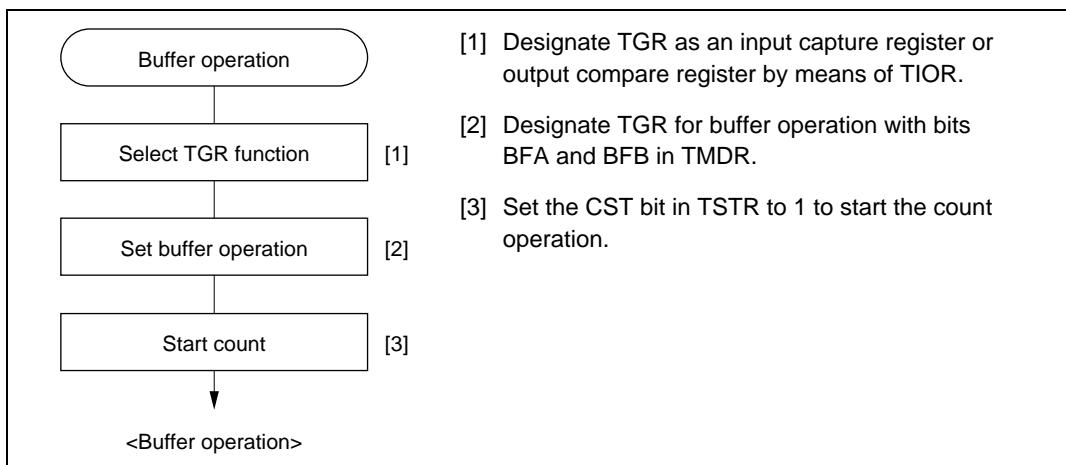 Buffer operation
Select TGR function [1]
Set buffer operation [2]
Start count [3]
<Buffer operation>
[1] Designate TGR as an input capture register or
output compare register by means of TIOR.
[2] Designate TGR for buffer operation with bits
BFA and BFB in TMDR.
[3] Set the CST bit in TSTR to 1 to start the count
operation.